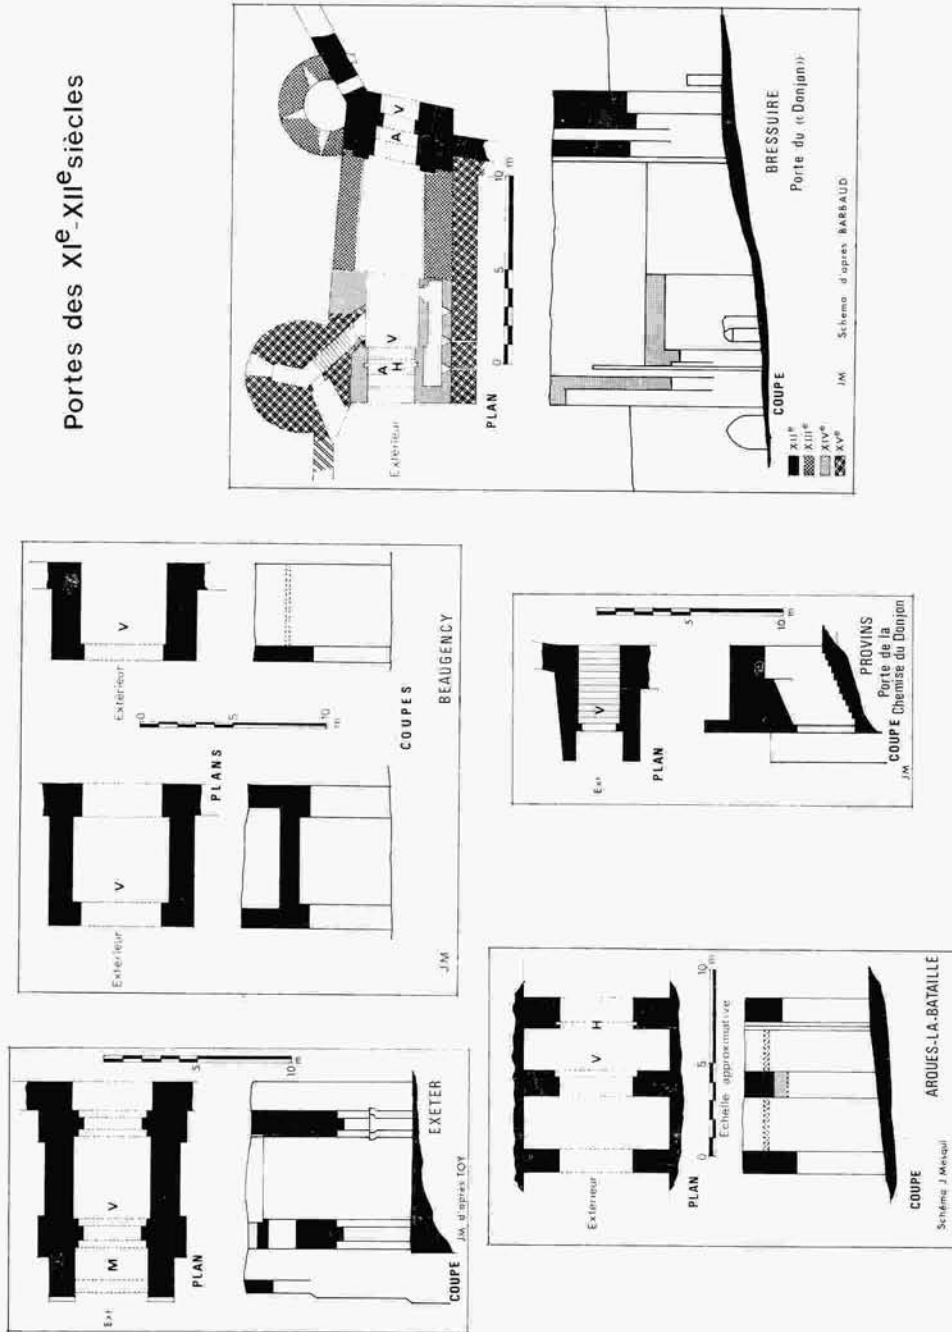 Portes des XIe-XIIe siècles
Ext
M
V
PLAN
5
10 m
COUPE
JM d'après TOY
EXETER
Extérieur
V
Extérieur
V
PLANS
0
5
10
m
COUPES
JM
BEAUGENCY
Extérieur
A
H
V
A
V
PLAN
0
5
10
m
COUPE
XIIe
XIIIe
XIVe
XVe
BRESSUIRE
Porte du «Donjon»
JM
Schéma d'après BARBAUD
Extérieur
V
H
PLAN
0
5
10
m
Echelle approximative
COUPE
ARQUES-LA-BATAILLE
Schéma J Mesqui
Ext
V
PLAN
5
10
m
COUPE
PROVINS
Porte de la
Chemise du Donjon
JM